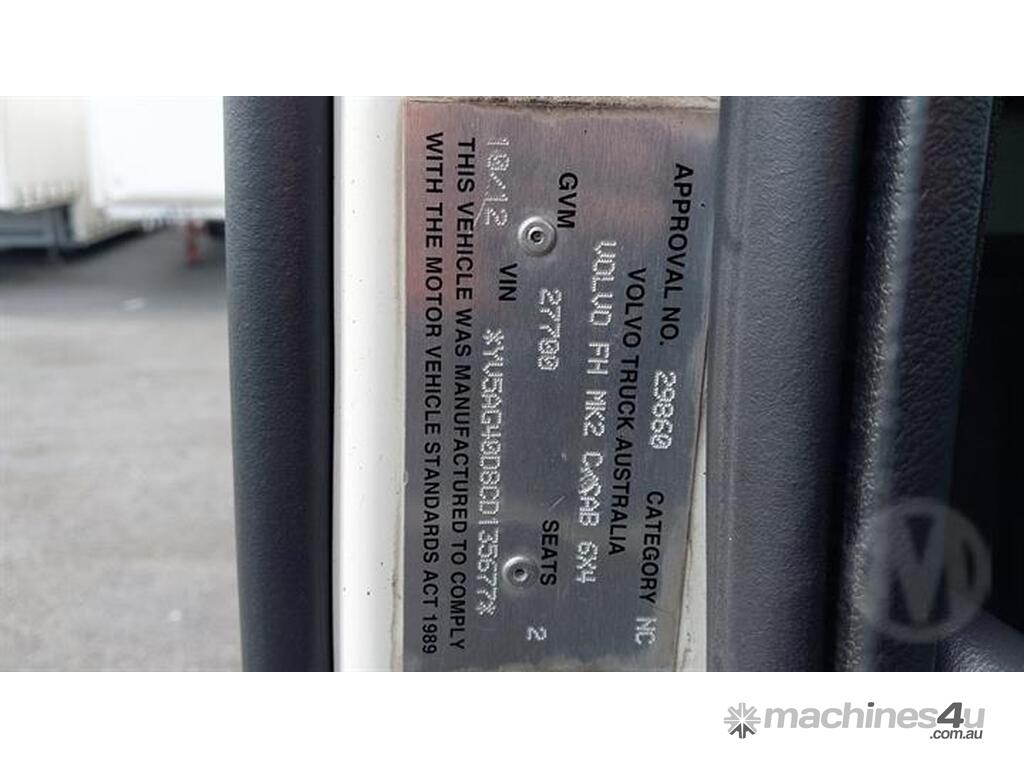 APPROVAL NO. 29860 CATEGORY NC
VOLVO TRUCK AUSTRALIA
VOLVO FH MK2 6X4
GVM 27700 SEATS 2
10/12 VIN *YV5AG40D8CD135677*
THIS VEHICLE WAS MANUFACTURED TO COMPLY
WITH THE MOTOR VEHICLE STANDARDS ACT 1989
M
machines4u
.com.au